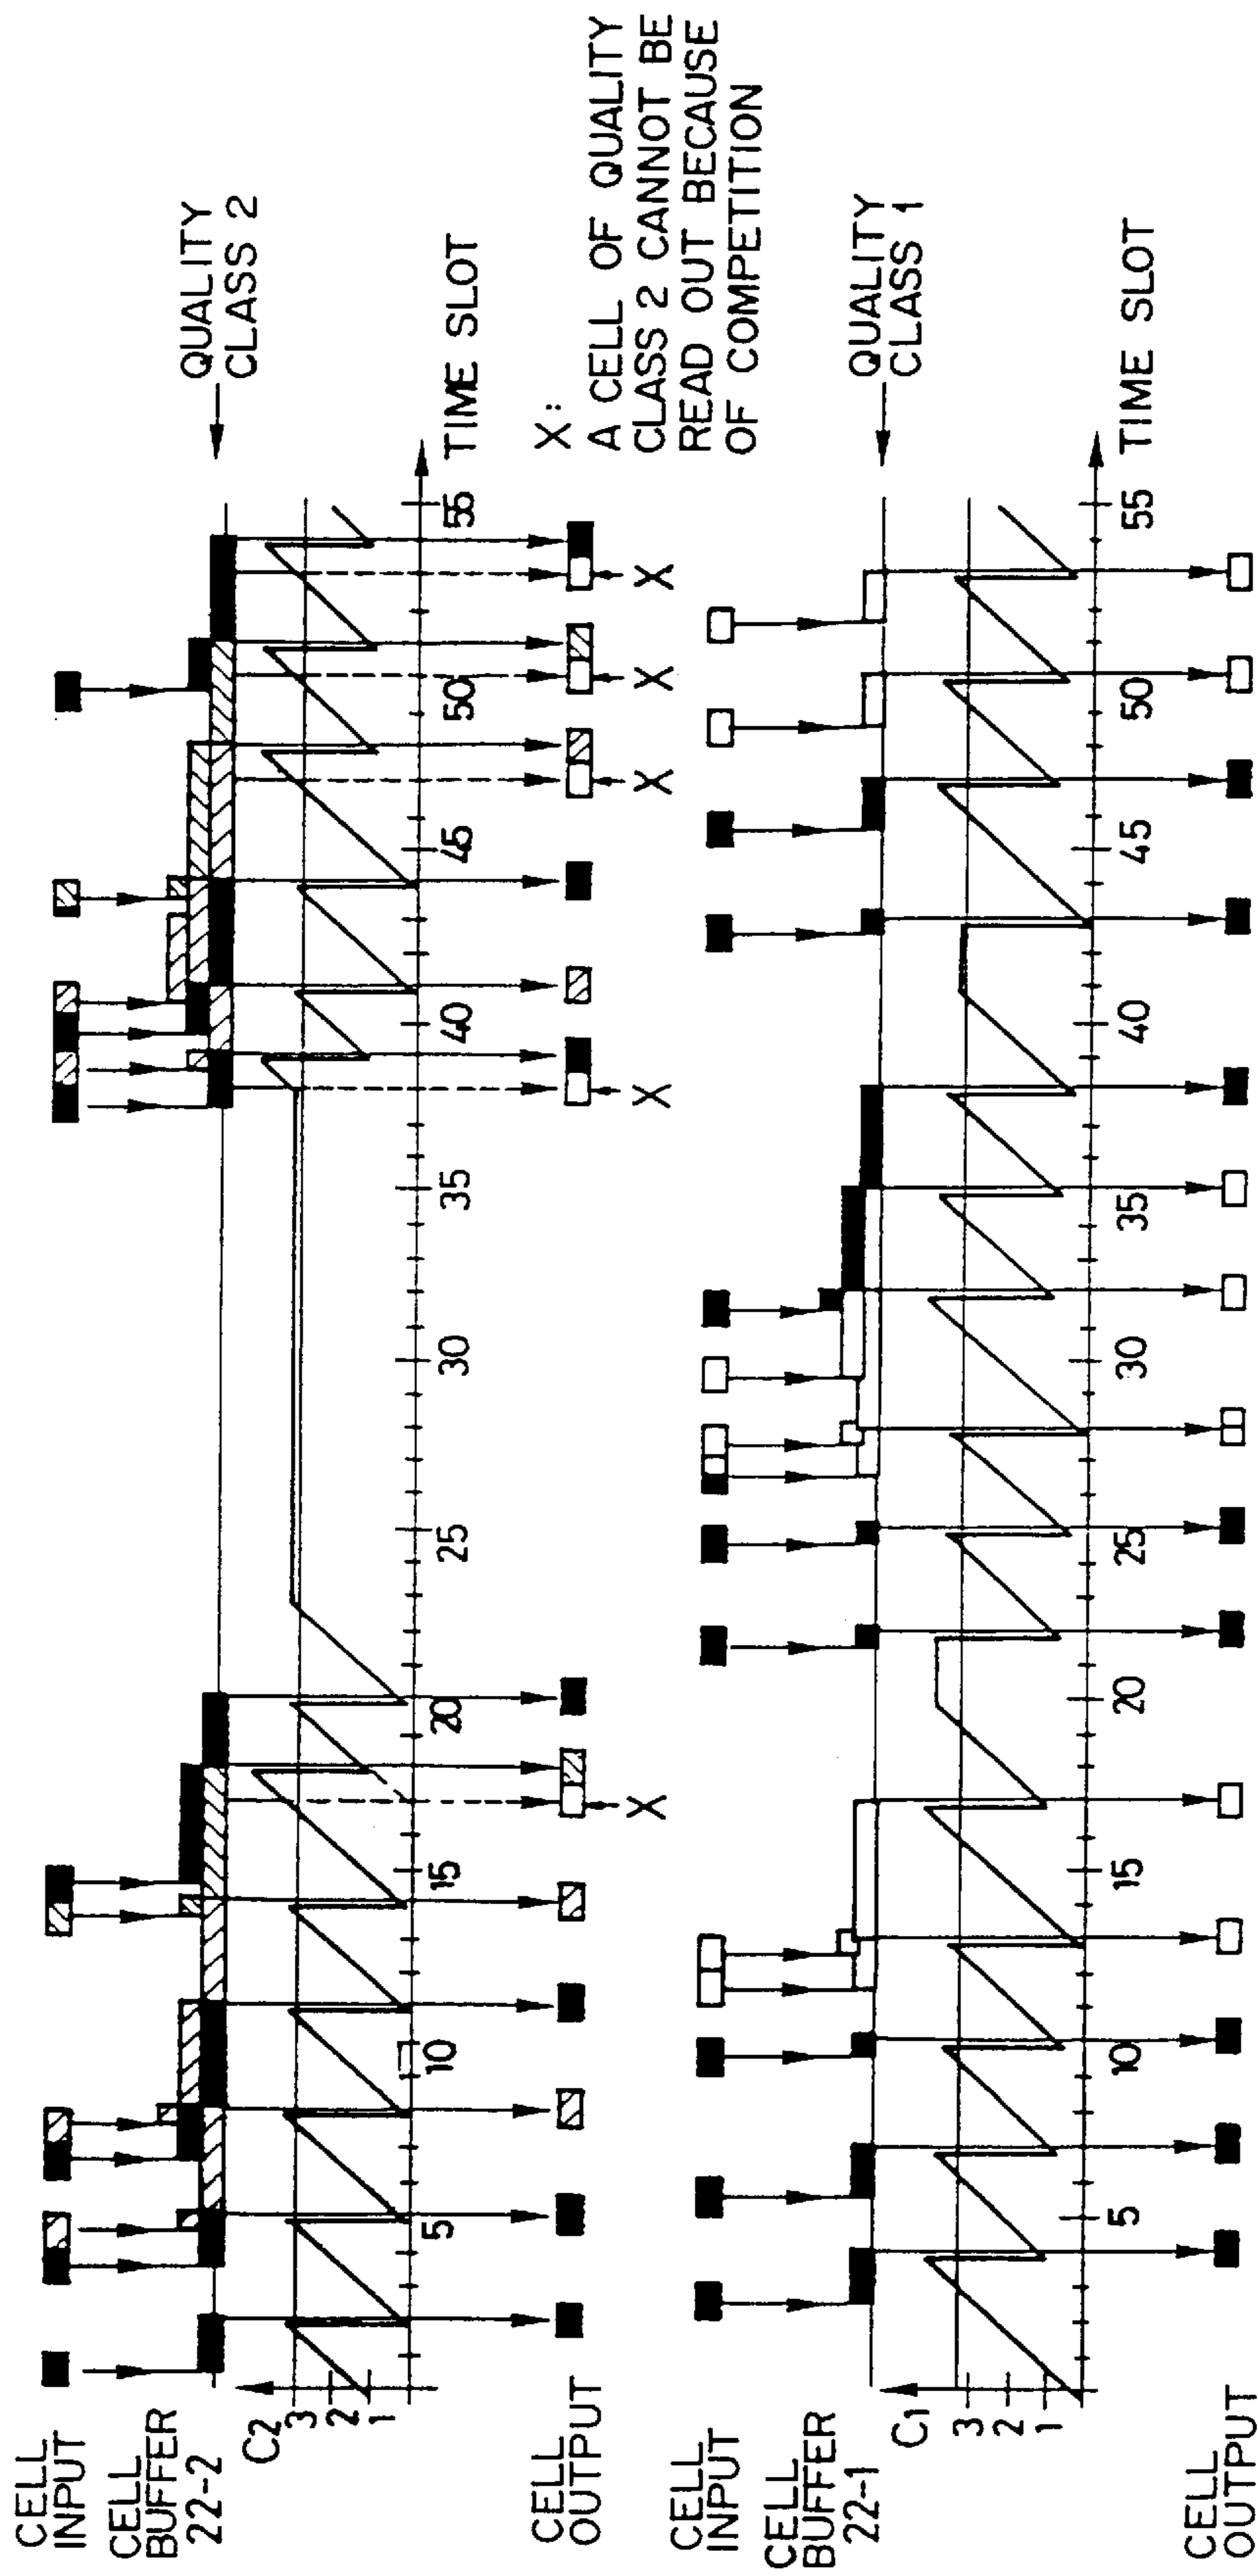 CELL
INPUT
CELL
BUFFER
22-2
C2
3
2
1
5
10
15
20
25
30
35
40
45
50
55
TIME SLOT
QUALITY
CLASS 2
CELL
OUTPUT
X
X
X
X
X
X:
A CELL OF QUALITY
CLASS 2 CANNOT BE
READ OUT BECAUSE
OF COMPETITION
CELL
INPUT
CELL
BUFFER
22-1
C1
3
2
1
5
10
15
20
25
30
35
40
45
50
55
TIME SLOT
QUALITY
CLASS 1
CELL
OUTPUT